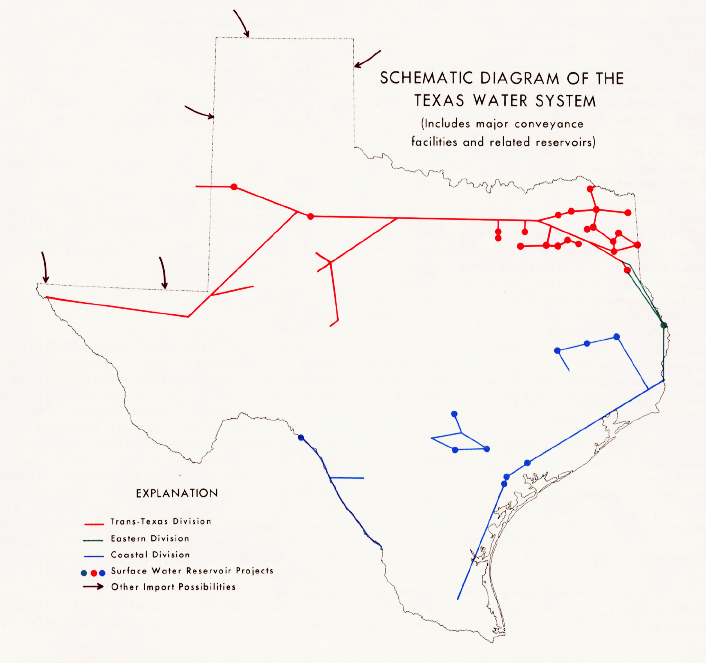 SCHEMATIC DIAGRAM OF THE
TEXAS WATER SYSTEM
(Includes major conveyance
facilities and related reservoirs)
EXPLANATION
Trans-Texas Division
Eastern Division
Coastal Division
Surface Water Reservoir Projects
Other Import Possibilities